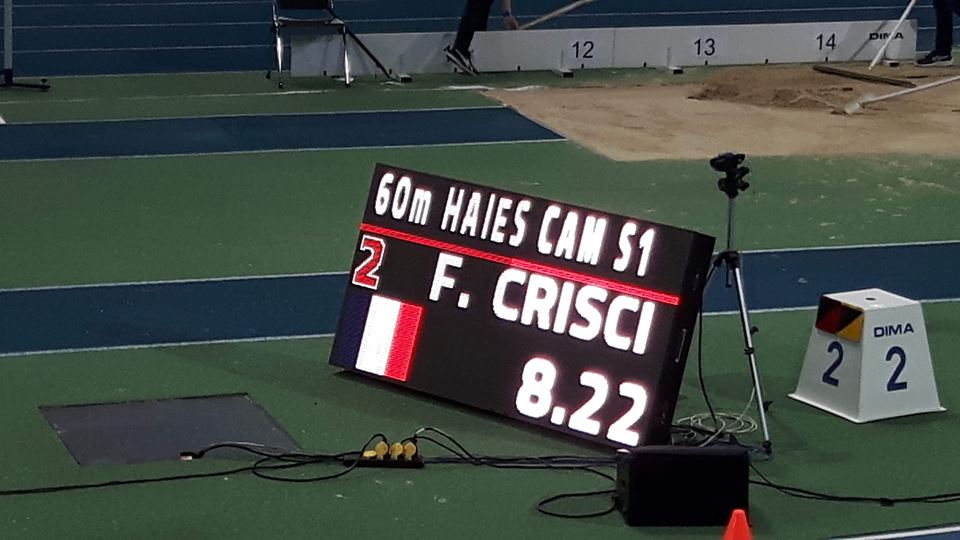 12 13 14 DIMA
60m HAIES CAM S1
2 F. CRISCI
8.22
DIMA
2 2